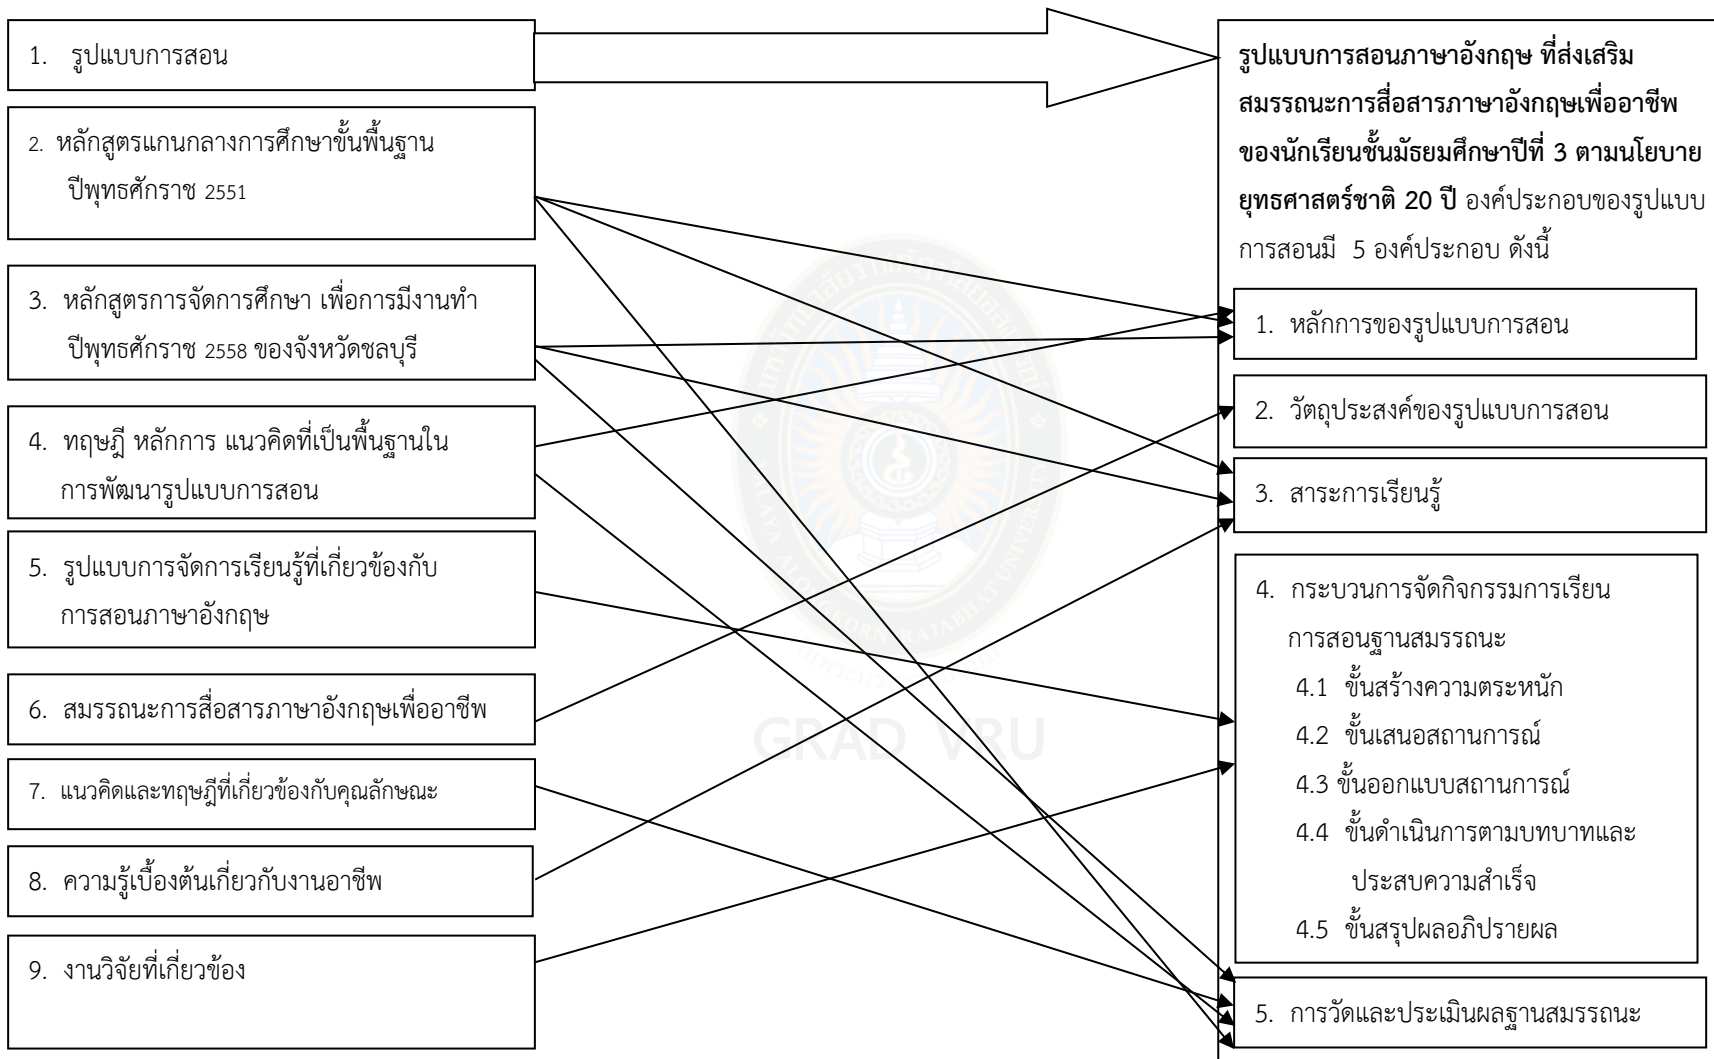 1. รูปแบบการสอน
2. หลักสูตรแกนกลางการศึกษาขั้นพื้นฐาน
ปีพุทธศักราช 2551
3. หลักสูตรการจัดการศึกษา เพื่อการมีงานทำ
ปีพุทธศักราช 2558 ของจังหวัดชลบุรี
4. ทฤษฎี หลักการ แนวคิดที่เป็นพื้นฐานใน
การพัฒนารูปแบบการสอน
5. รูปแบบการจัดการเรียนรู้ที่เกี่ยวข้องกับ
การสอนภาษาอังกฤษ
6. สมรรถนะการสื่อสารภาษาอังกฤษเพื่ออาชีพ
7. แนวคิดและทฤษฎีที่เกี่ยวข้องกับคุณลักษณะ
8. ความรู้เบื้องต้นเกี่ยวกับงานอาชีพ
9. งานวิจัยที่เกี่ยวข้อง
รูปแบบการสอนภาษาอังกฤษ ที่ส่งเสริม
สมรรถนะการสื่อสารภาษาอังกฤษเพื่ออาชีพ
ของนักเรียนชั้นมัธยมศึกษาปีที่ 3 ตามนโยบาย
ยุทธศาสตร์ชาติ 20 ปี องค์ประกอบของรูปแบบ
การสอนมี 5 องค์ประกอบ ดังนี้
1. หลักการของรูปแบบการสอน
2. วัตถุประสงค์ของรูปแบบการสอน
3. สาระการเรียนรู้
4. กระบวนการจัดกิจกรรมการเรียน
การสอนฐานสมรรถนะ
4.1 ขั้นสร้างความตระหนัก
4.2 ขั้นเสนอสถานการณ์
4.3 ขั้นออกแบบสถานการณ์
4.4 ขั้นดำเนินการตามบทบาทและ
ประสบความสำเร็จ
4.5 ขั้นสรุปผลอภิปรายผล
5. การวัดและประเมินผลฐานสมรรถนะ
GRAD VRU